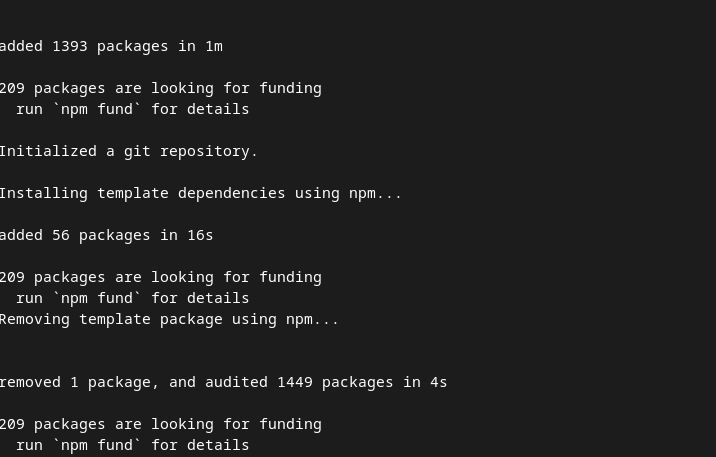 added 1393 packages in 1m
209 packages are looking for funding
run `npm fund` for details
Initialized a git repository.
Installing template dependencies using npm...
added 56 packages in 16s
209 packages are looking for funding
run `npm fund` for details
Removing template package using npm...
removed 1 package, and audited 1449 packages in 4s
209 packages are looking for funding
run `npm fund` for details